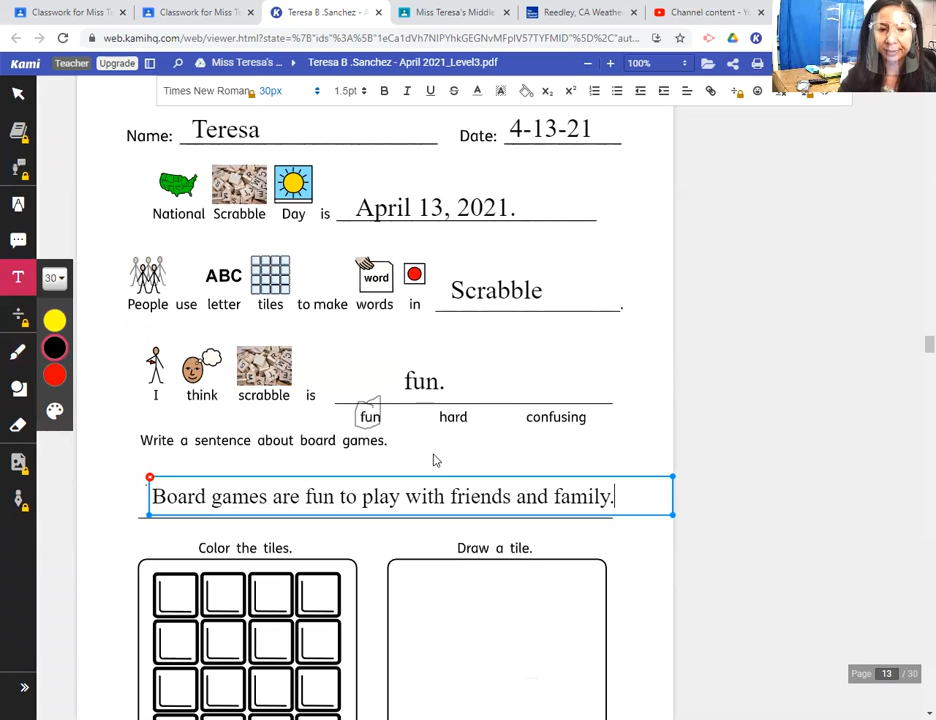 Classwork for Miss T
Classwork for Miss T
Teresa B .Sanchez - A
Miss Teresa's Middle
Reedley, CA Weathe
Channel content - Yo
web.kamihq.com/web/viewer.html?state=%7B"ids"%3A%5B"1eCa1dVh7NIPYhkGEGNvMFplV57TYFMID"%5D%2C"aut...
Kami Teacher Upgrade Miss Teresa's ... Teresa B .Sanchez - April 2021_Level3.pdf 100%
Times New Roman 30px 1.5pt B I U S A
Name: Teresa Date: 4-13-21
National Scrabble Day is April 13, 2021.
ABC
word
People use letter tiles to make words in Scrabble .
I think scrabble is fun.
fun hard confusing
Write a sentence about board games.
Board games are fun to play with friends and family.
Color the tiles. Draw a tile.
T 30
Page 13 / 30